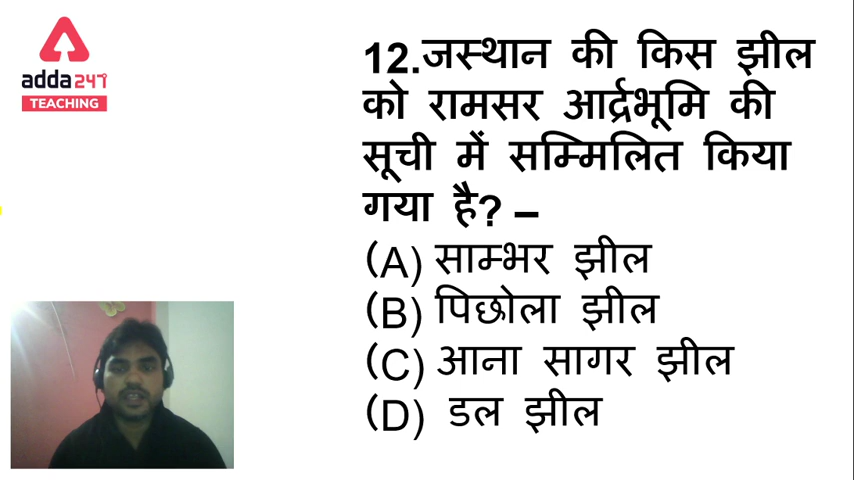 adda247
TEACHING
12.जस्थान की किस झील
को रामसर आर्द्रभूमि की
सूची में सम्मिलित किया
गया है? –
(A) साम्भर झील
(B) पिछोला झील
(C) आना सागर झील
(D) डल झील